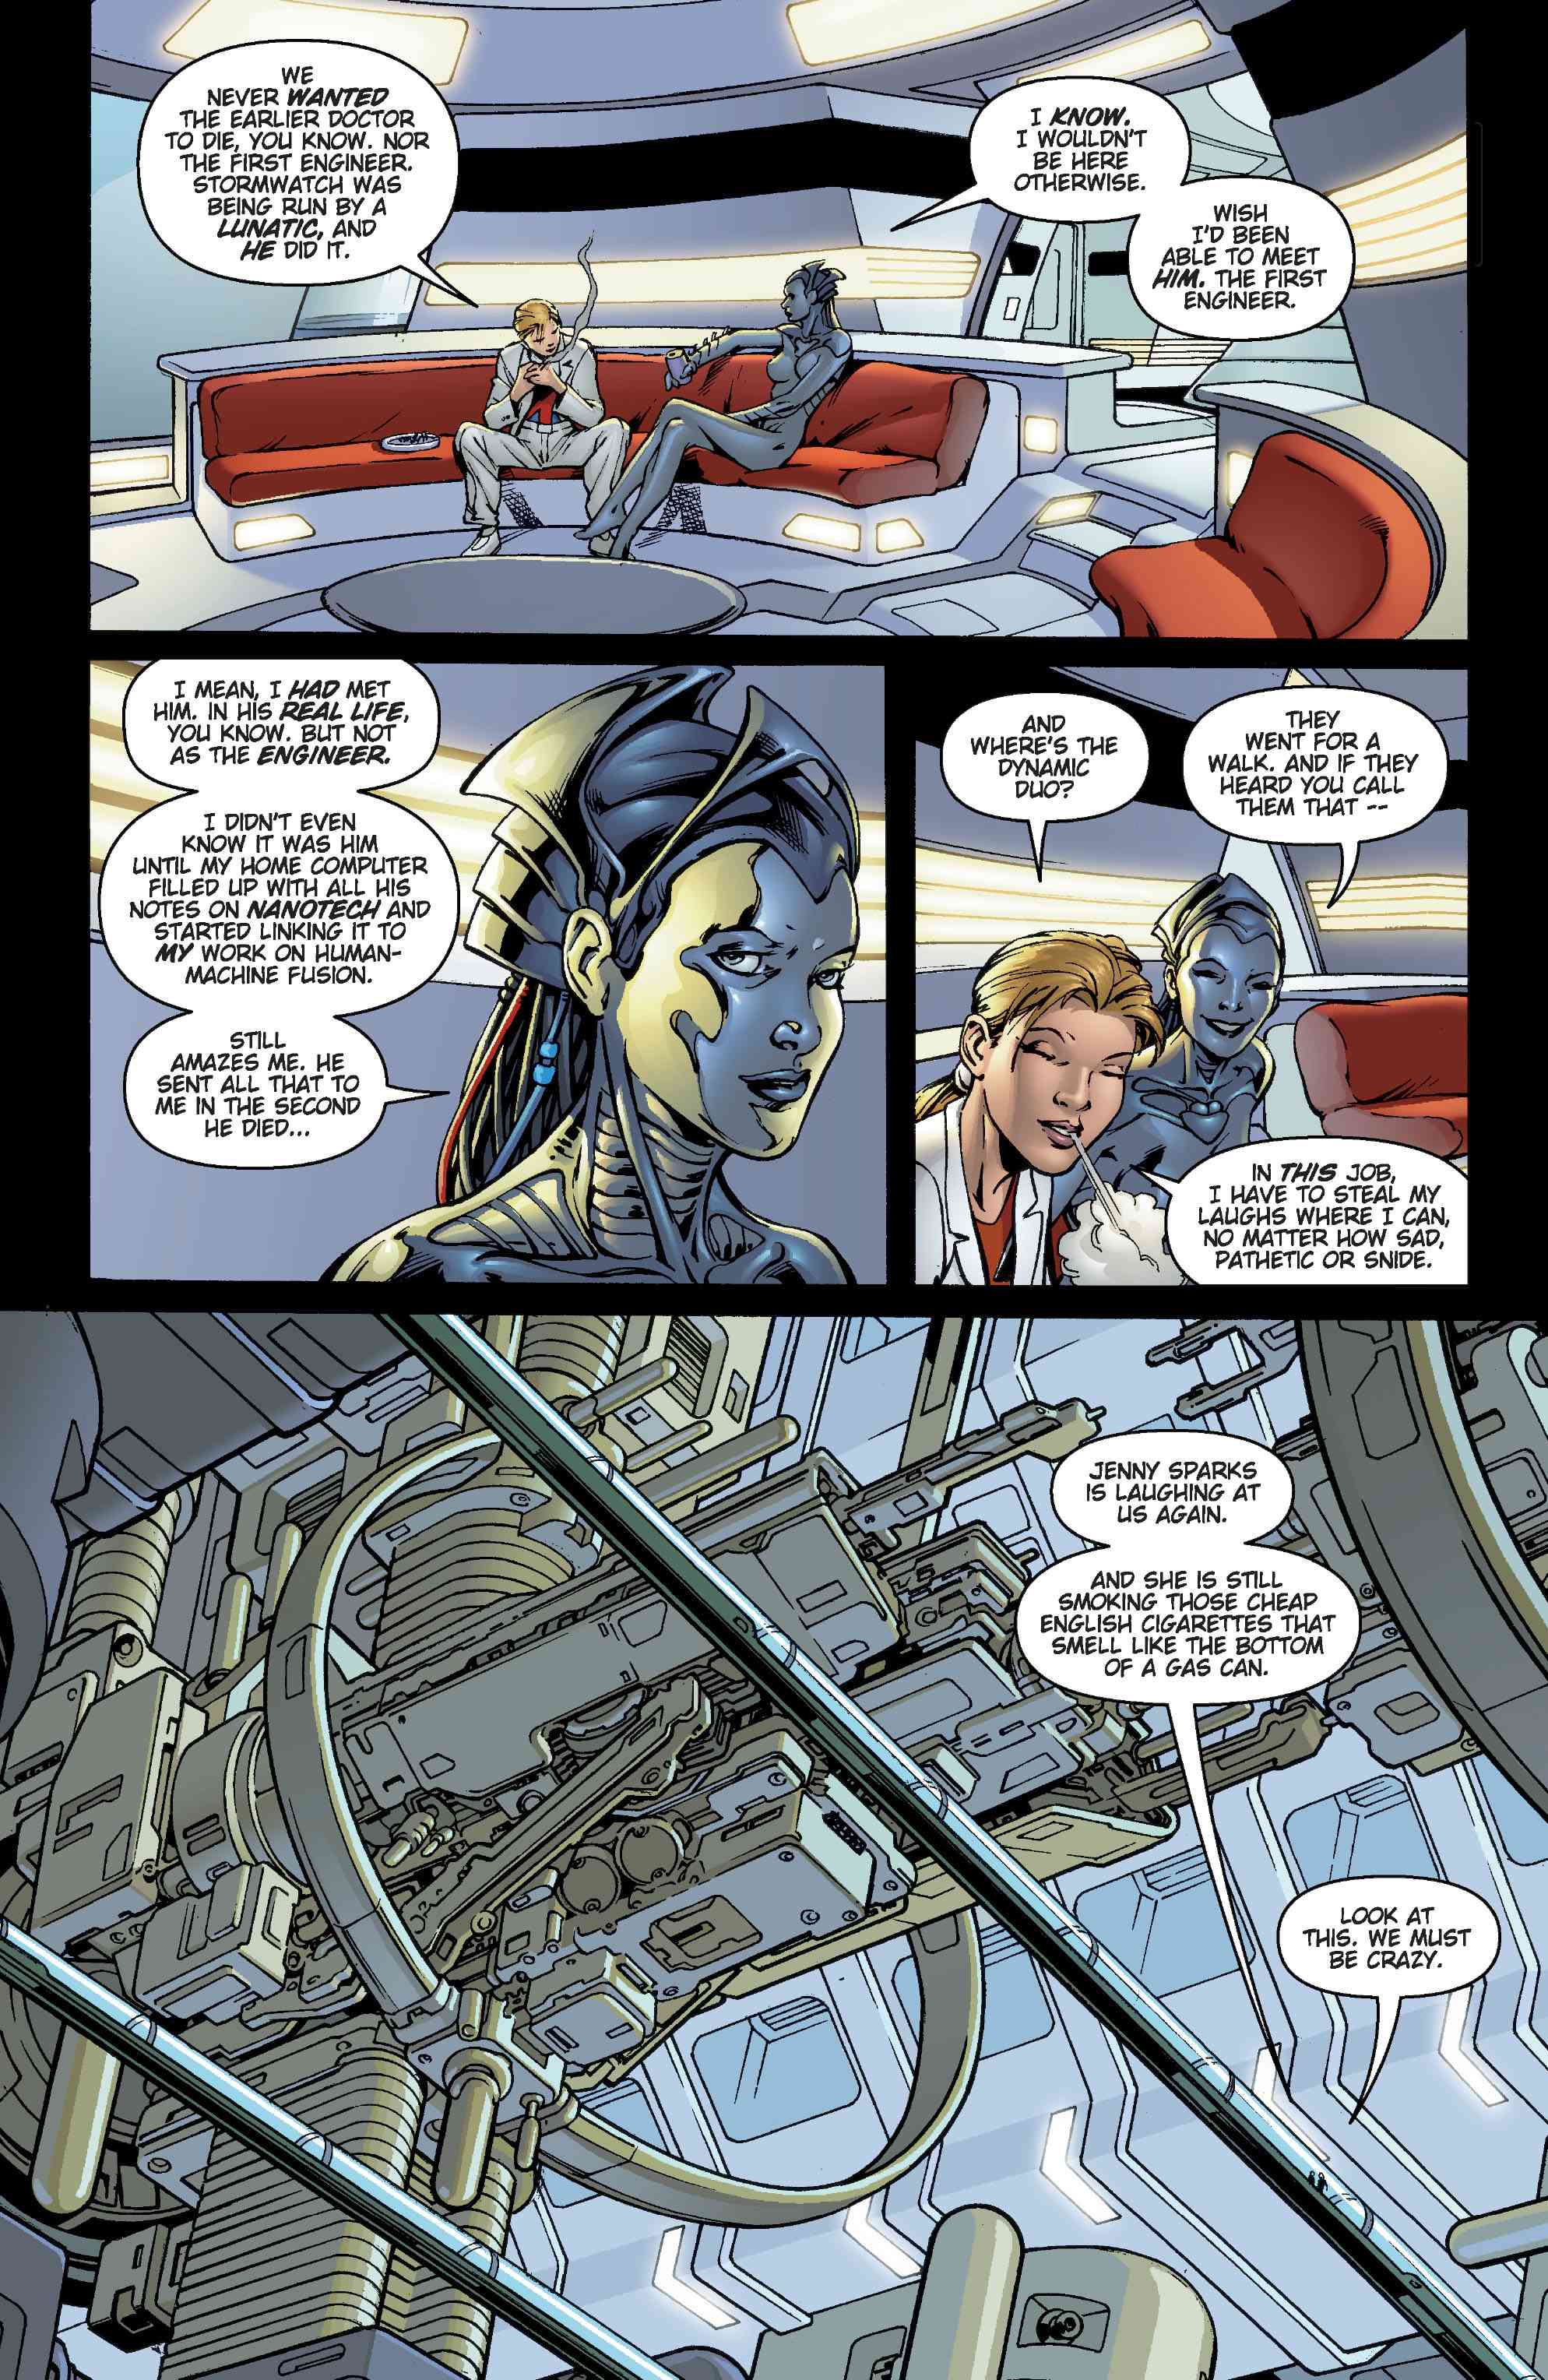 WE
NEVER WANTED
THE EARLIER DOCTOR
TO DIE, YOU KNOW. NOR
THE FIRST ENGINEER.
STORMWATCH WAS
BEING RUN BY A
LUNATIC, AND
HE DID IT.
I KNOW.
I WOULDN'T
BE HERE
OTHERWISE.
WISH
I'D BEEN
ABLE TO MEET
HIM. THE FIRST
ENGINEER.
I MEAN, I HAD MET
HIM. IN HIS REAL LIFE,
YOU KNOW. BUT NOT
AS THE ENGINEER.
I DIDN'T EVEN
KNOW IT WAS HIM
UNTIL MY HOME COMPUTER
FILLED UP WITH ALL HIS
NOTES ON NANOTECH AND
STARTED LINKING IT TO
MY WORK ON HUMAN-
MACHINE FUSION.
STILL
AMAZES ME. HE
SENT ALL THAT TO
ME IN THE SECOND
HE DIED...
AND
WHERE'S THE
DYNAMIC
DUO?
THEY
WENT FOR A
WALK. AND IF THEY
HEARD YOU CALL
THEM THAT --
IN THIS JOB,
I HAVE TO STEAL MY
LAUGHS WHERE I CAN,
NO MATTER HOW SAD,
PATHETIC OR SNIDE.
JENNY SPARKS
IS LAUGHING AT
US AGAIN.
AND SHE IS STILL
SMOKING THOSE CHEAP
ENGLISH CIGARETTES THAT
SMELL LIKE THE BOTTOM
OF A GAS CAN.
LOOK AT
THIS. WE MUST
BE CRAZY.